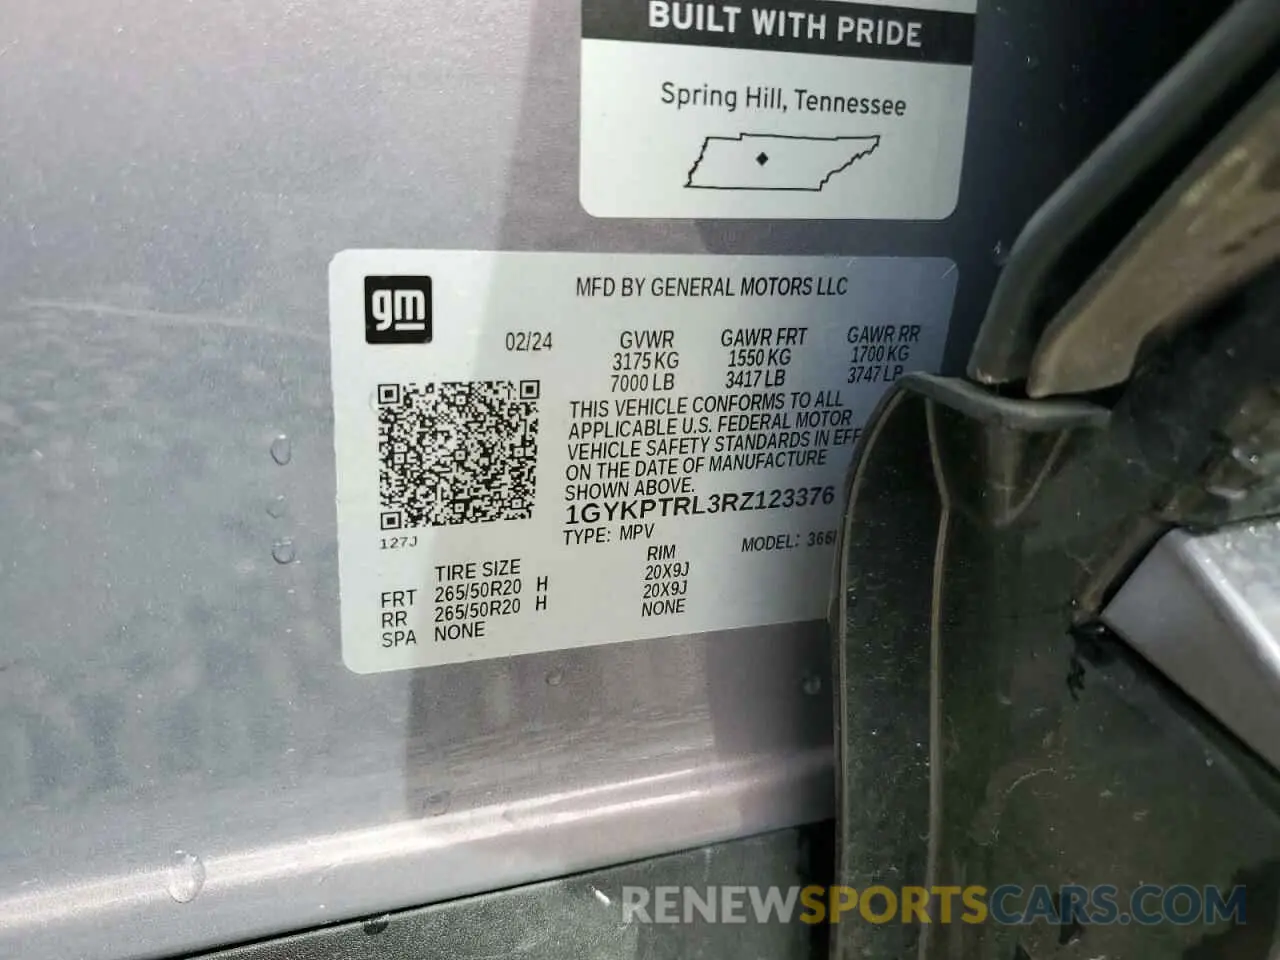 BUILT WITH PRIDE
Spring Hill, Tennessee
gm
MFD BY GENERAL MOTORS LLC
02/24 GVWR GAWR FRT GAWR RR
3175 KG 1550 KG 1700 KG
7000 LB 3417 LB 3747 LB
THIS VEHICLE CONFORMS TO ALL
APPLICABLE U.S. FEDERAL MOTOR
VEHICLE SAFETY STANDARDS IN EFF
ON THE DATE OF MANUFACTURE
SHOWN ABOVE.
1GYKPTRL3RZ123376
TYPE: MPV MODEL: 366
127J
TIRE SIZE RIM
FRT 265/50R20 H 20X9J
RR 265/50R20 H 20X9J
SPA NONE NONE
RENEWSPORTSCARS.COM